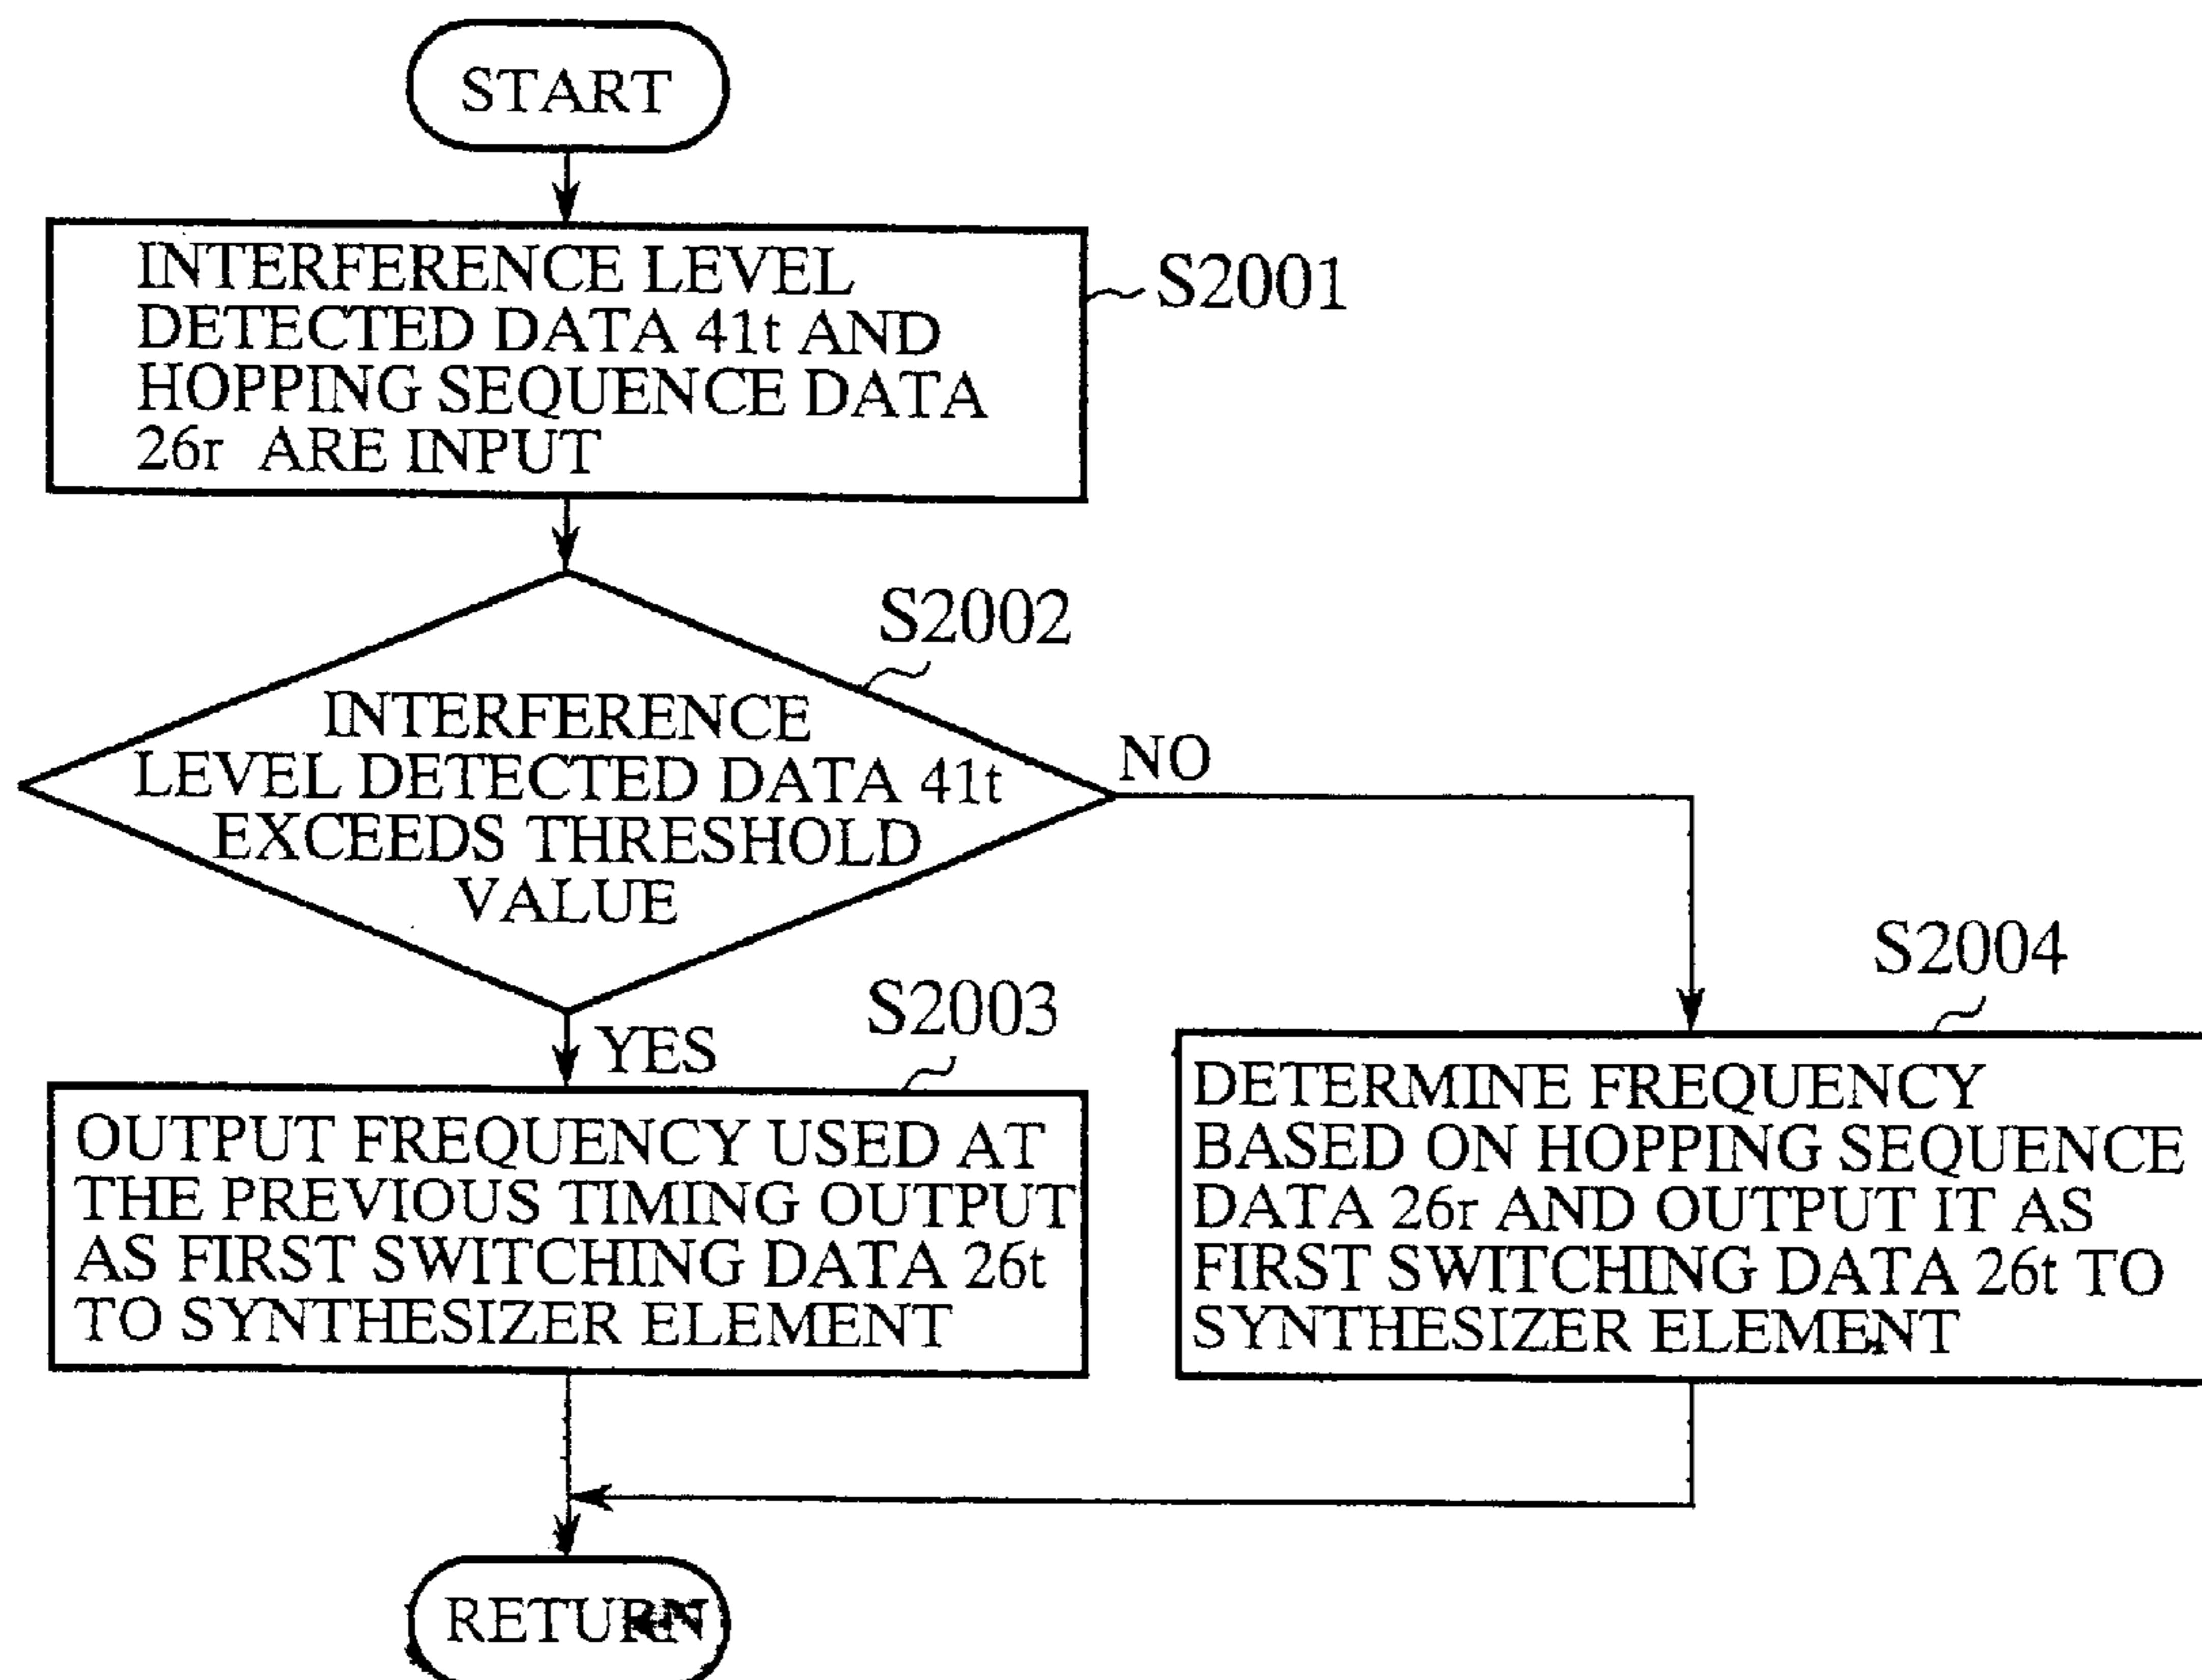 START
INTERFERENCE LEVEL
DETECTED DATA 41t AND
HOPPING SEQUENCE DATA
26r ARE INPUT
S2001
S2002
INTERFERENCE
LEVEL DETECTED DATA 41t
EXCEEDS THRESHOLD
VALUE
NO
YES
S2003
OUTPUT FREQUENCY USED AT
THE PREVIOUS TIMING OUTPUT
AS FIRST SWITCHING DATA 26t
TO SYNTHESIZER ELEMENT
S2004
DETERMINE FREQUENCY
BASED ON HOPPING SEQUENCE
DATA 26r AND OUTPUT IT AS
FIRST SWITCHING DATA 26t TO
SYNTHESIZER ELEMENT
RETURN